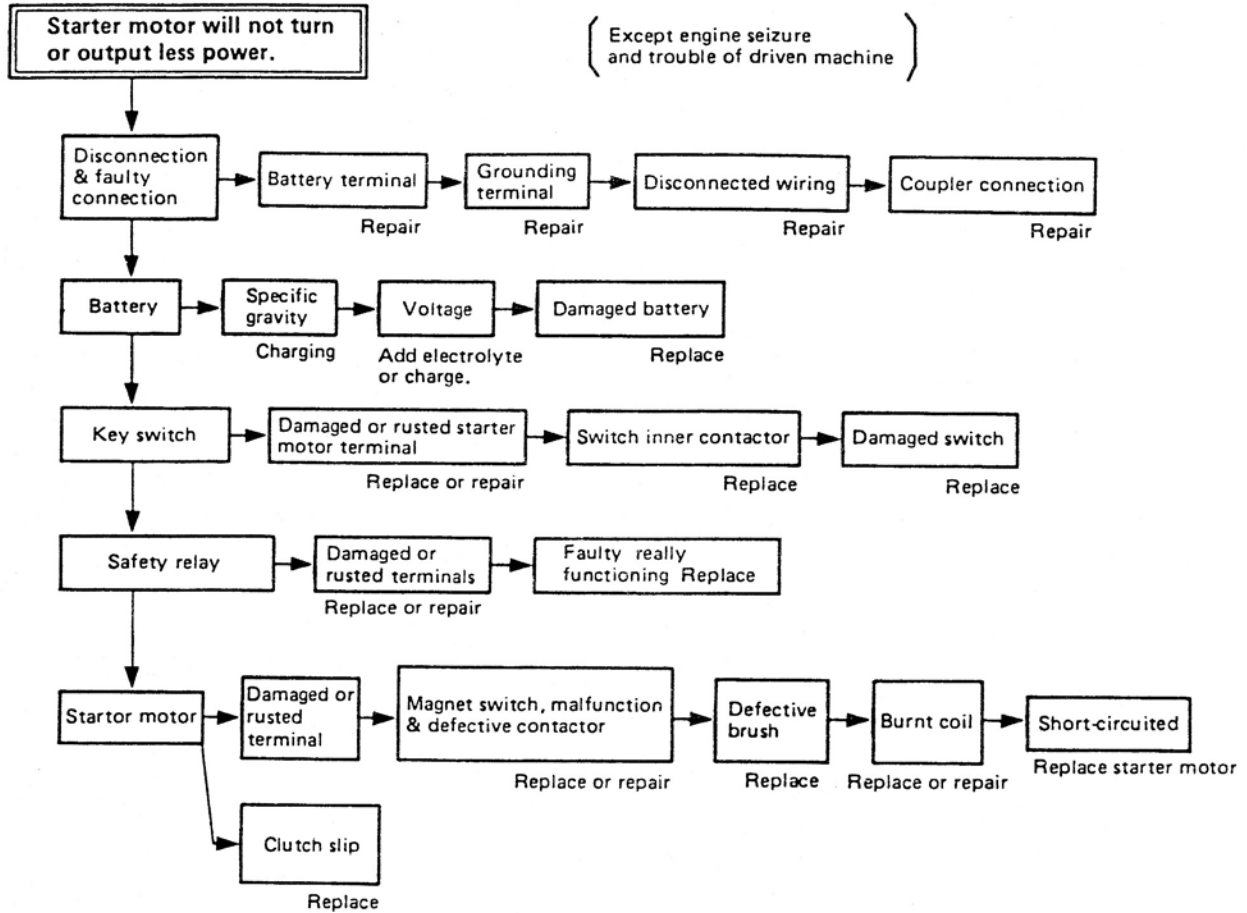 Starter motor will not turn
or output less power.
Except engine seizure
and trouble of driven machine
Disconnection
& faulty
connection
Battery terminal
Repair
Grounding
terminal
Repair
Disconnected wiring
Repair
Coupler connection
Repair
Battery
Specific
gravity
Charging
Voltage
Add electrolyte
or charge.
Damaged battery
Replace
Key switch
Damaged or rusted starter
motor terminal
Replace or repair
Switch inner contactor
Replace
Damaged switch
Replace
Safety relay
Damaged or
rusted terminals
Replace or repair
Faulty really
functioning Replace
Startor motor
Damaged or
rusted
terminal
Magnet switch, malfunction
& defective contactor
Replace or repair
Defective
brush
Replace
Burnt coil
Replace or repair
Short-circuited
Replace starter motor
Clutch slip
Replace